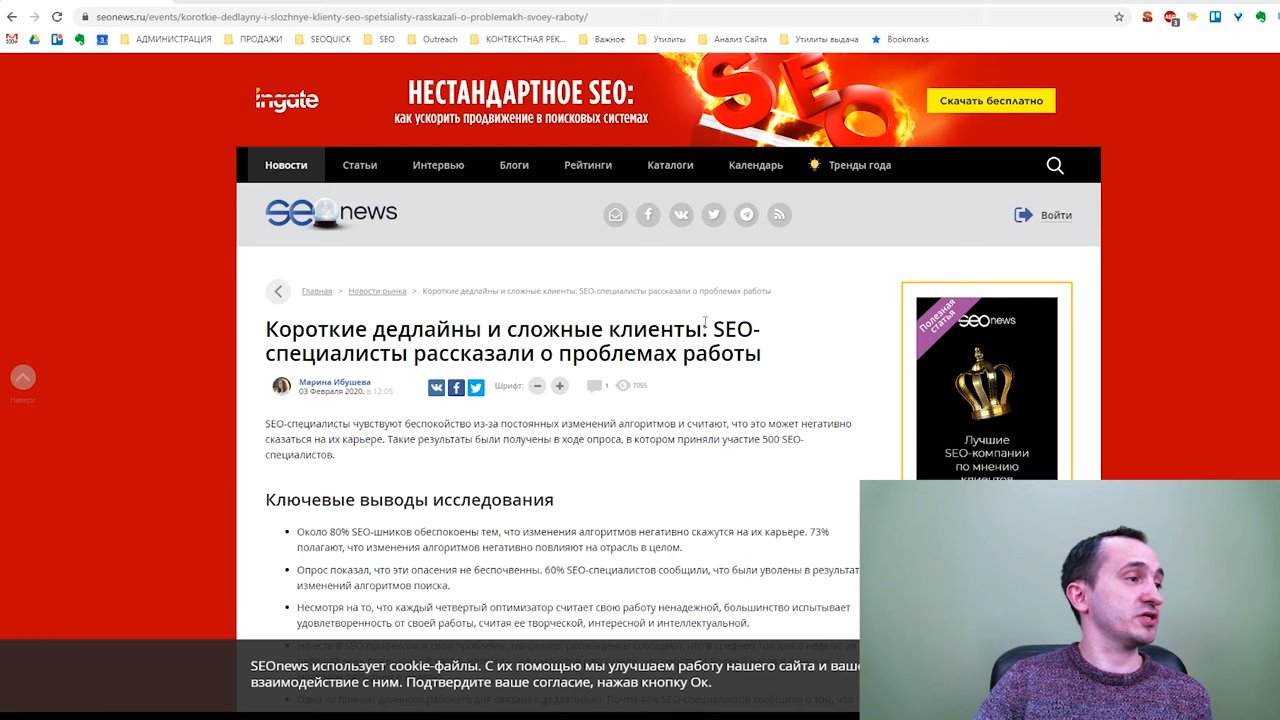 seonews.ru/events/korotkie-dedlayny-i-slozhnye-klienty-seo-spetsialisty-rasskazali-o-problemakh-svoey-raboty/
АДМИНИСТРАЦИЯ ПРОДАЖИ SEOQUICK SEO Outreach КОНТЕКСТНАЯ РЕК... Важное Утилиты Анализ Сайта Утилиты выдача Bookmarks
ingate
НЕСТАНДАРТНОЕ SEO:
как ускорить продвижение в поисковых системах
SEO
Скачать бесплатно
Новости Статьи Интервью Блоги Рейтинги Каталоги Календарь Тренды года
seonews
Войти
Главная > Новости рынка > Короткие дедлайны и сложные клиенты: SEO-специалисты рассказали о проблемах работы
Короткие дедлайны и сложные клиенты: SEO-
специалисты рассказали о проблемах работы
Марина Ибушева
03 Февраля 2020, в 12:05
Шрифт:
1
7055
SEO-специалисты чувствуют беспокойство из-за постоянных изменений алгоритмов и считают, что это может негативно
сказаться на их карьере. Такие результаты были получены в ходе опроса, в котором приняли участие 500 SEO-
специалистов.
Ключевые выводы исследования
Около 80% SEO-шников обеспокоены тем, что изменения алгоритмов негативно скажутся на их карьере. 73%
полагают, что изменения алгоритмов негативно повлияют на отрасль в целом.
Опрос показал, что эти опасения не беспочвенны. 60% SEO-специалистов сообщили, что были уволены в результат
изменений алгоритмов поиска.
Несмотря на то, что каждый четвертый оптимизатор считает свою работу ненадежной, большинство испытывает
удовлетворенность от своей работы, считая ее творческой, интересной и интеллектуальной.
Полезная
статья
seonews
Лучшие
SEO-компании
по мнению
клиентов
Наверх
SEOnews использует cookie-файлы. С их помощью мы улучшаем работу нашего сайта и ваше
взаимодействие с ним. Подтвердите ваше согласие, нажав кнопку Ок.